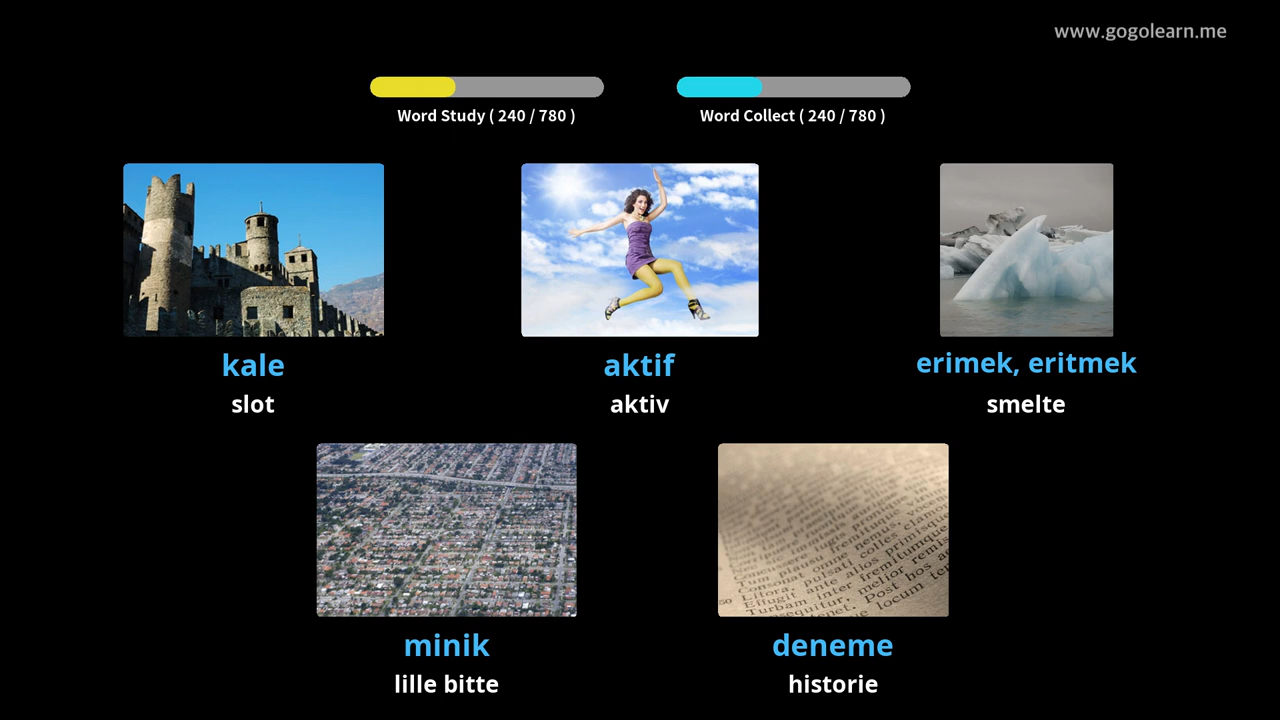 www.gogolearn.me
Word Study ( 240 / 780 )
Word Collect ( 240 / 780 )
kale
aktif
erimek, eritmek
slot
aktiv
smelte
minik
deneme
lille bitte
historie